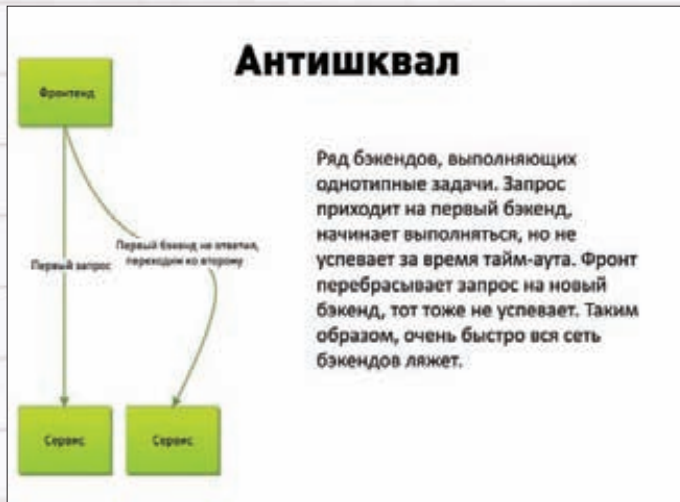 Антишквал
Фронтенд
Ряд бэкендов, выполняющих
однотипные задачи. Запрос
приходит на первый бэкенд,
начинает выполняться, но не
успевает за время тайм-аута. Фронт
перебрасывает запрос на новый
бэкенд, тот тоже не успевает. Таким
образом, очень быстро вся сеть
бэкендов ляжет.
Первый запрос
Первый бэкенд не ответил,
переходим ко второму
Сервис
Сервис